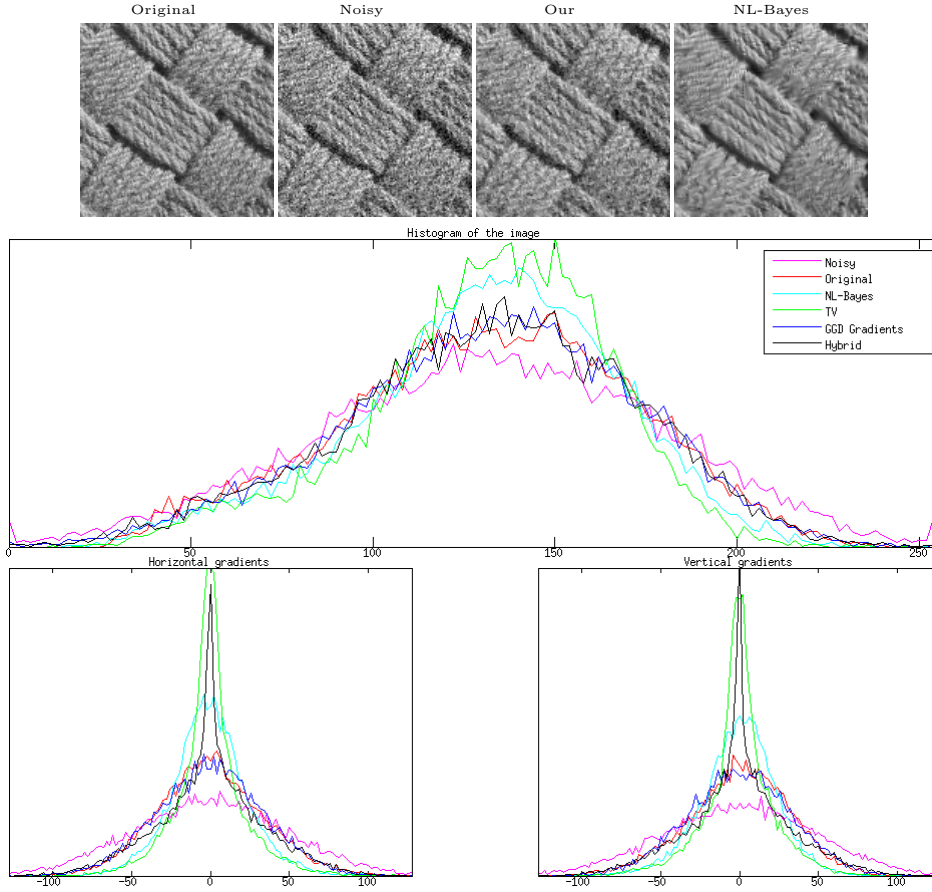 Original Noisy Our NL-Bayes
Histogram of the image
Noisy
Original
NL-Bayes
TV
GGD Gradients
Hybrid
0 50 100 150 200 250
Horizontal gradients Vertical gradients
-100 -50 0 50 100 -100 -50 0 50 100